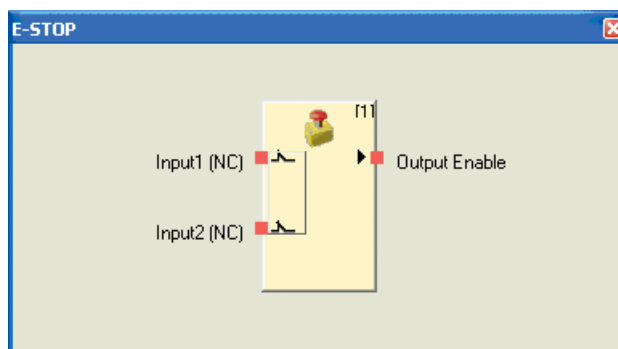 E-STOP
[1]
Input1 (NC)
Output Enable
Input2 (NC)